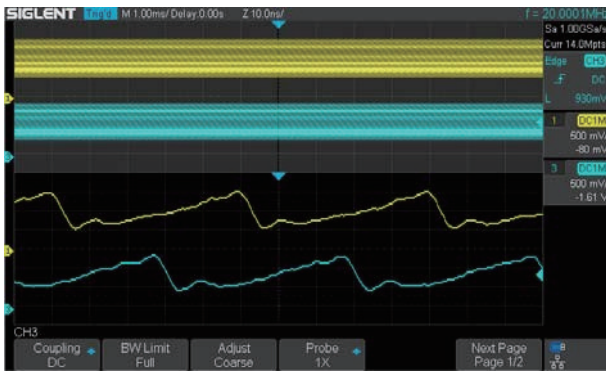 SIGLENT Trig'd M 1.00ms/ Delay:0.00s Z 10.0ns/ f = 20.0001MHz
Sa 1.00GSa/s
Curr 14.0Mpts
Edge CH3
DC
L 930mV
1 DC1M
500 mV/
-80 mV
3 DC1M
500 mV/
-1.61 V
CH3
Coupling
DC
BW Limit
Full
Adjust
Coarse
Probe
1X
Next Page
Page 1/2